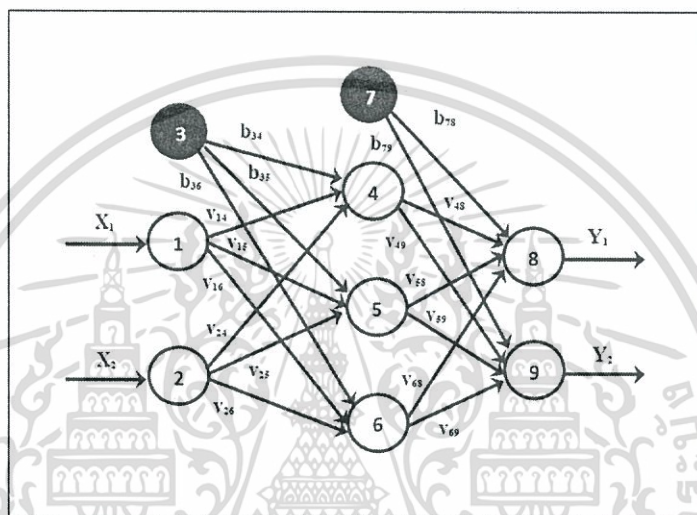 7
b₇₈
3
b₃₄
b₇₉
b₃₅
b₃₆
4
X₁
v₁₄
v₄₈
1
v₁₅
v₄₉
Y₁
v₁₆
v₅₈
8
5
v₂₄
v₅₉
X₂
Y₂
2
v₂₅
v₆₈
9
v₂₆
6
v₆₉